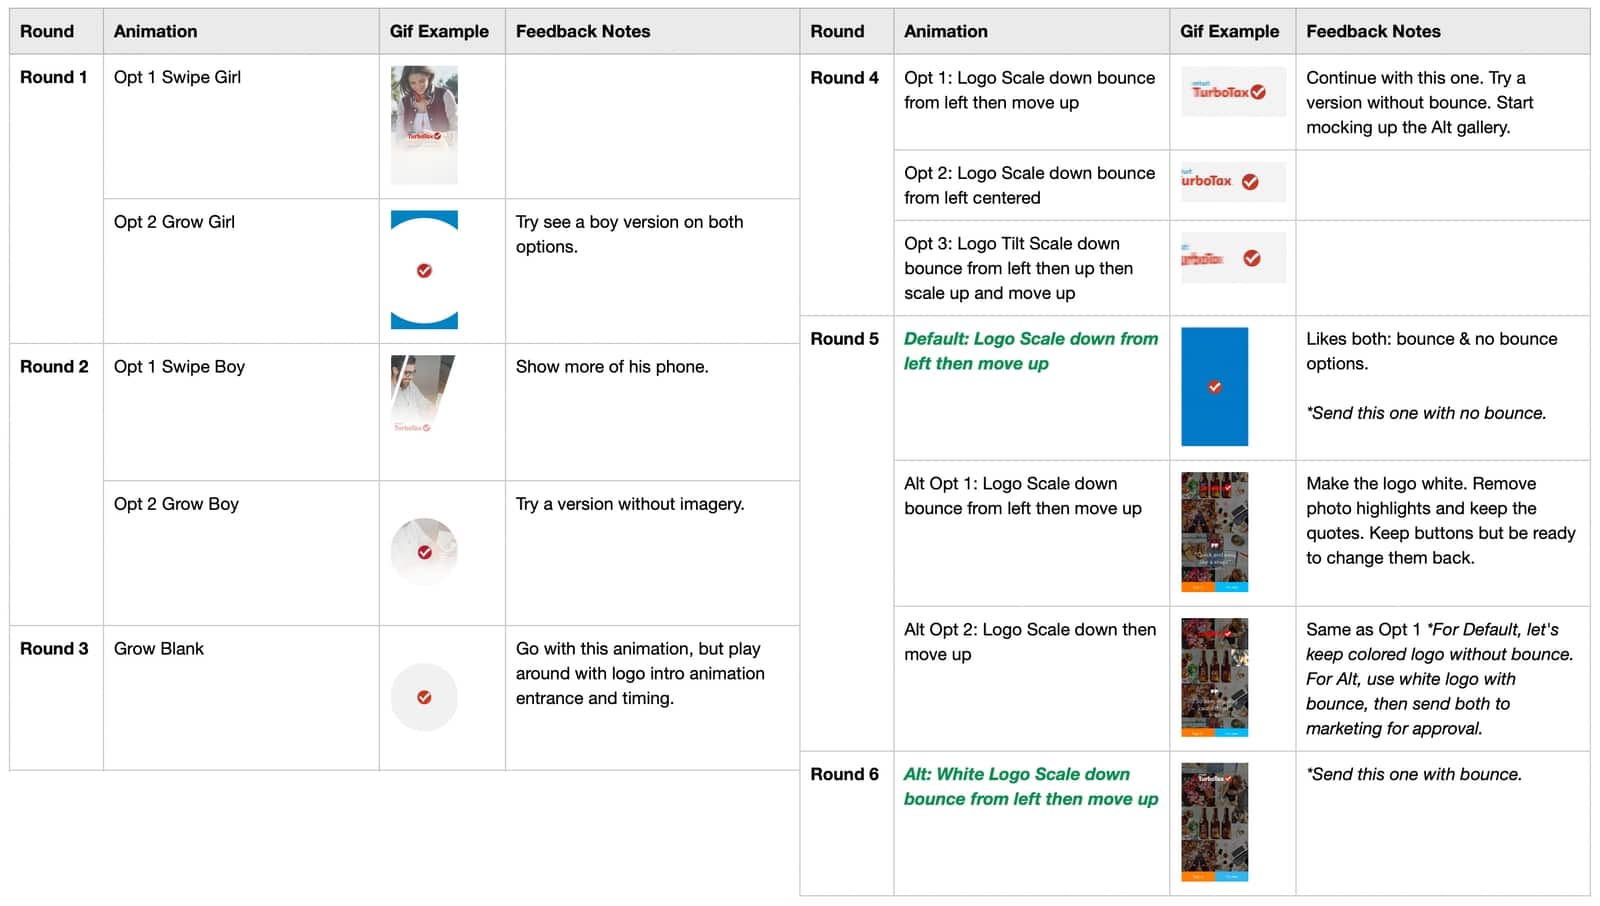 Round Animation Gif Example Feedback Notes
Round 1 Opt 1 Swipe Girl
TurboTax
Opt 2 Grow Girl Try see a boy version on both
options.
Round 2 Opt 1 Swipe Boy Show more of his phone.
TurboTax
Opt 2 Grow Boy Try a version without imagery.
Round 3 Grow Blank Go with this animation, but play
around with logo intro animation
entrance and timing.
Round Animation Gif Example Feedback Notes
Round 4 Opt 1: Logo Scale down bounce Continue with this one. Try a
from left then move up version without bounce. Start
mocking up the Alt gallery.
intuit
TurboTax
Opt 2: Logo Scale down bounce
from left centered
urboTax
Opt 3: Logo Tilt Scale down
bounce from left then up then
scale up and move up
Round 5 Default: Logo Scale down from Likes both: bounce & no bounce
left then move up options.
*Send this one with no bounce.
Alt Opt 1: Logo Scale down Make the logo white. Remove
bounce from left then move up photo highlights and keep the
quotes. Keep buttons but be ready
to change them back.
Alt Opt 2: Logo Scale down then Same as Opt 1 *For Default, let's
move up keep colored logo without bounce.
For Alt, use white logo with
bounce, then send both to
marketing for approval.
Round 6 Alt: White Logo Scale down *Send this one with bounce.
bounce from left then move up
TurboTax